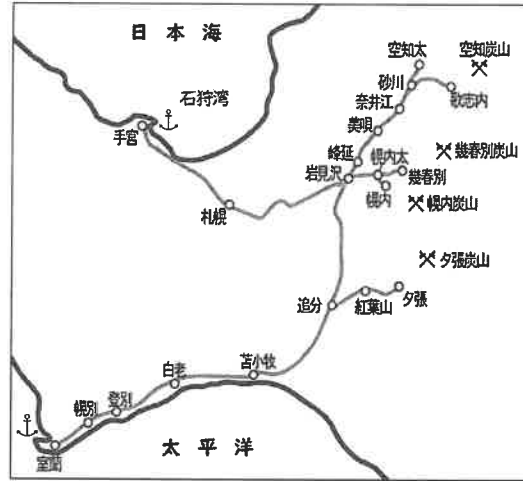 日本海
石狩湾
手宮
札幌
空知太
空知炭山
砂川
歌志内
奈井江
美唄
峰延
幌内太
幾春別炭山
岩見沢
幾春別
幌内
幌内炭山
夕張炭山
追分
紅葉山
夕張
白老
苫小牧
登別
幌別
室蘭
太平洋